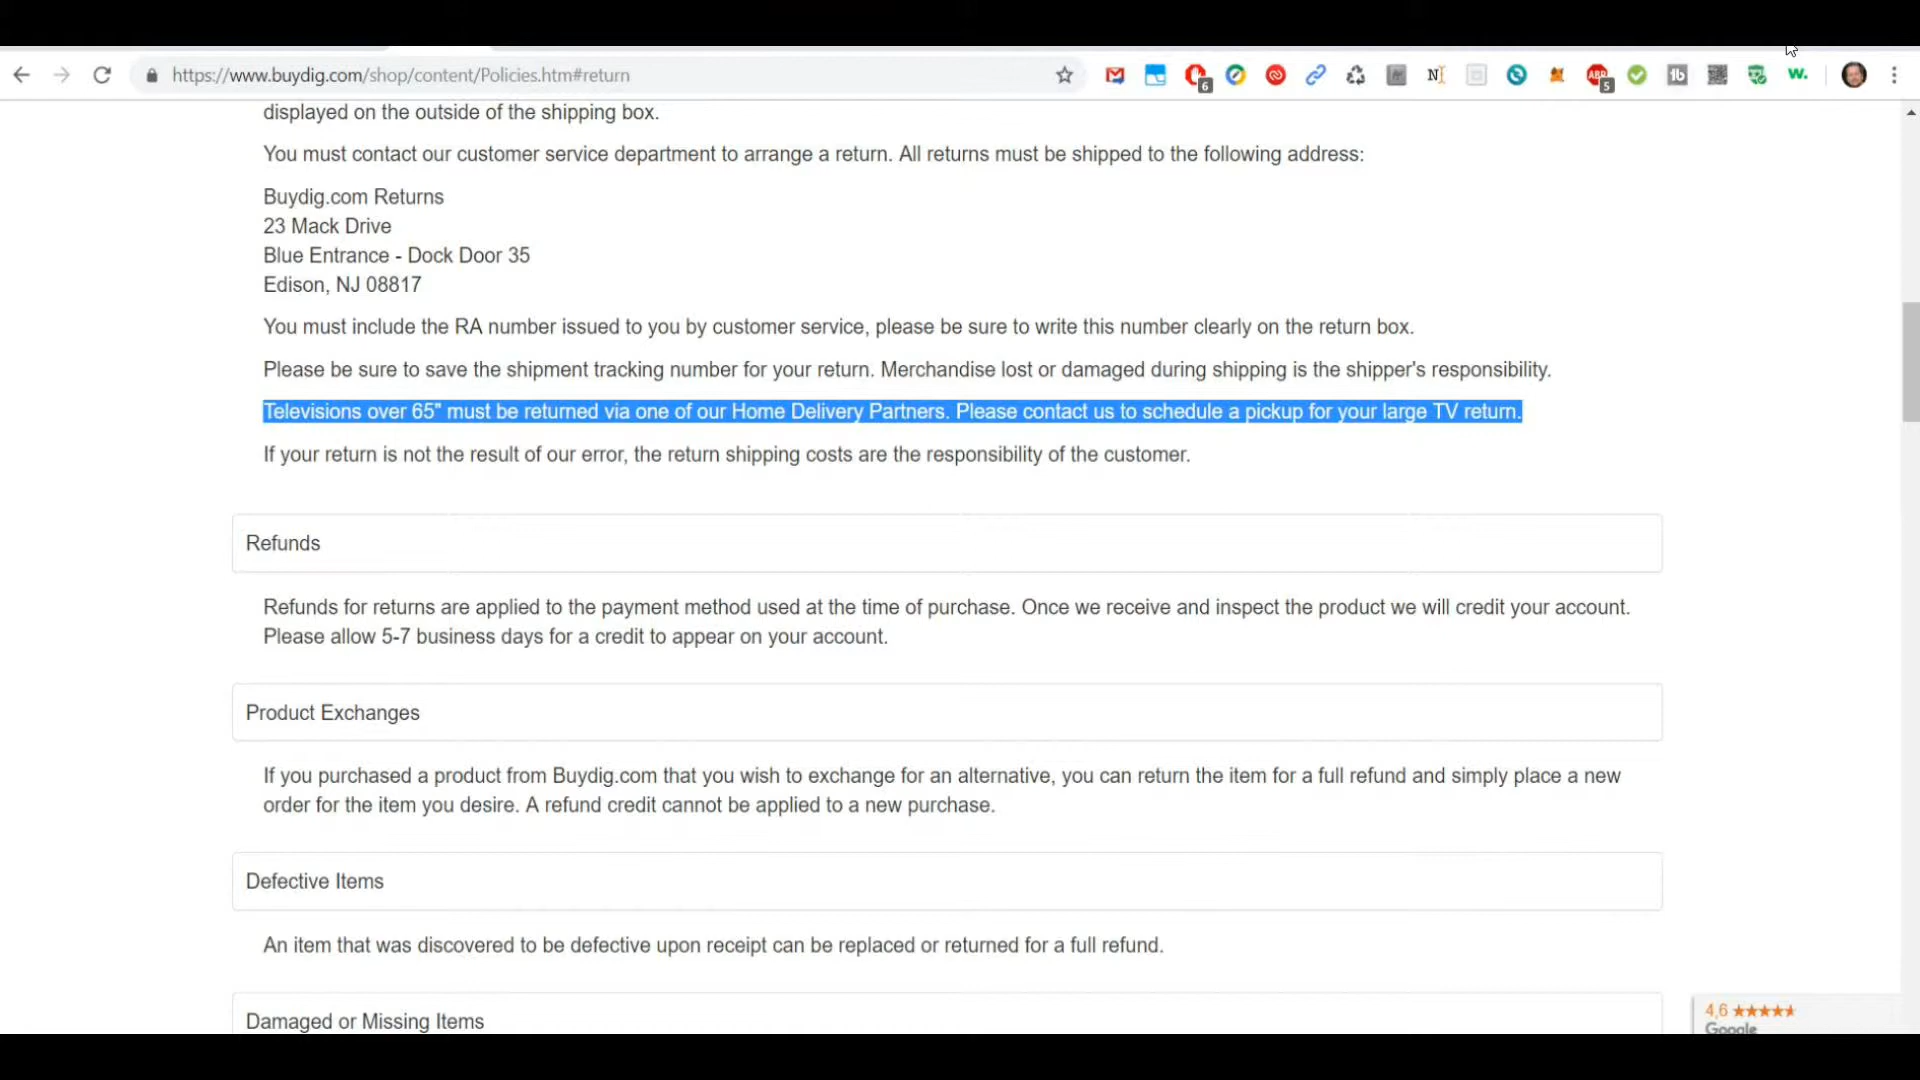 https://www.buydig.com/shop/content/Policies.htm#return
6
N
ABP
5
tb
w.
displayed on the outside of the shipping box.
You must contact our customer service department to arrange a return. All returns must be shipped to the following address:
Buydig.com Returns
23 Mack Drive
Blue Entrance - Dock Door 35
Edison, NJ 08817
You must include the RA number issued to you by customer service, please be sure to write this number clearly on the return box.
Please be sure to save the shipment tracking number for your return. Merchandise lost or damaged during shipping is the shipper's responsibility.
Televisions over 65" must be returned via one of our Home Delivery Partners. Please contact us to schedule a pickup for your large TV return.
If your return is not the result of our error, the return shipping costs are the responsibility of the customer.
Refunds
Refunds for returns are applied to the payment method used at the time of purchase. Once we receive and inspect the product we will credit your account.
Please allow 5-7 business days for a credit to appear on your account.
Product Exchanges
If you purchased a product from Buydig.com that you wish to exchange for an alternative, you can return the item for a full refund and simply place a new
order for the item you desire. A refund credit cannot be applied to a new purchase.
Defective Items
An item that was discovered to be defective upon receipt can be replaced or returned for a full refund.
Damaged or Missing Items
4,6
Google